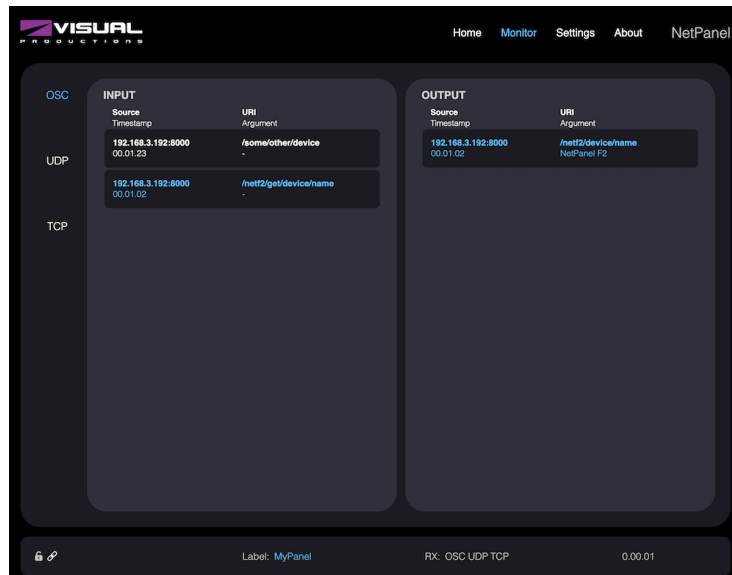 VISUAL
PRODUCTIONS
Home Monitor Settings About NetPanel
OSC
UDP
TCP
INPUT
Source URI
Timestamp Argument
192.168.3.192:8000 /some/other/device
00.01.23 -
192.168.3.192:8000 /netf2/get/device/name
00.01.02 -
OUTPUT
Source URI
Timestamp Argument
192.168.3.192:8000 /netf2/device/name
00.01.02 NetPanel F2
Label: MyPanel RX: OSC UDP TCP 0.00.01